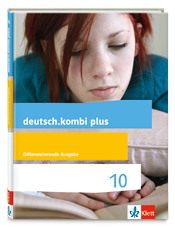 deutsch.kombi plus
Differenzierende Ausgabe
10
Klett